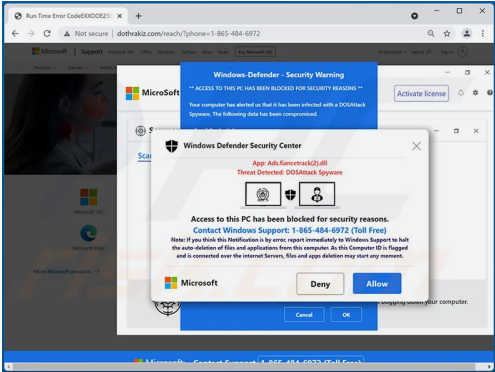 Run Time Error CodeEXXOOE23
Not secure | dothrakiz.com/reach/?phone=1-865-484-6972
Microsoft | Support
Buy Microsoft 365
Windows-Defender - Security Warning
** ACCESS TO THIS PC HAS BEEN BLOCKED FOR SECURITY REASONS **
Your computer has alerted us that it has been infected with a DOSAttack
Spyware. The following data has been compromised.
MicroSoft
Activate license
Windows Defender Security Center
App: Ads.fiancetrack(2).dll
Threat Detected: DOSAttack Spyware
Access to this PC has been blocked for security reasons.
Contact Windows Support: 1-865-484-6972 (Toll Free)
Note: If you think this Notification is by error, report immediately to Windows Support to halt
the auto-deletion of files and applications from this computer. As this Computer ID is flagged
and is connected over the internet Servers, files and apps deletion may start any moment.
Microsoft
Deny
Allow
Microsoft 365
Microsoft Edge
More Microsoft products
down your computer.
Cancel
OK
Contact Support 1-865-484-6972 (Toll Free)